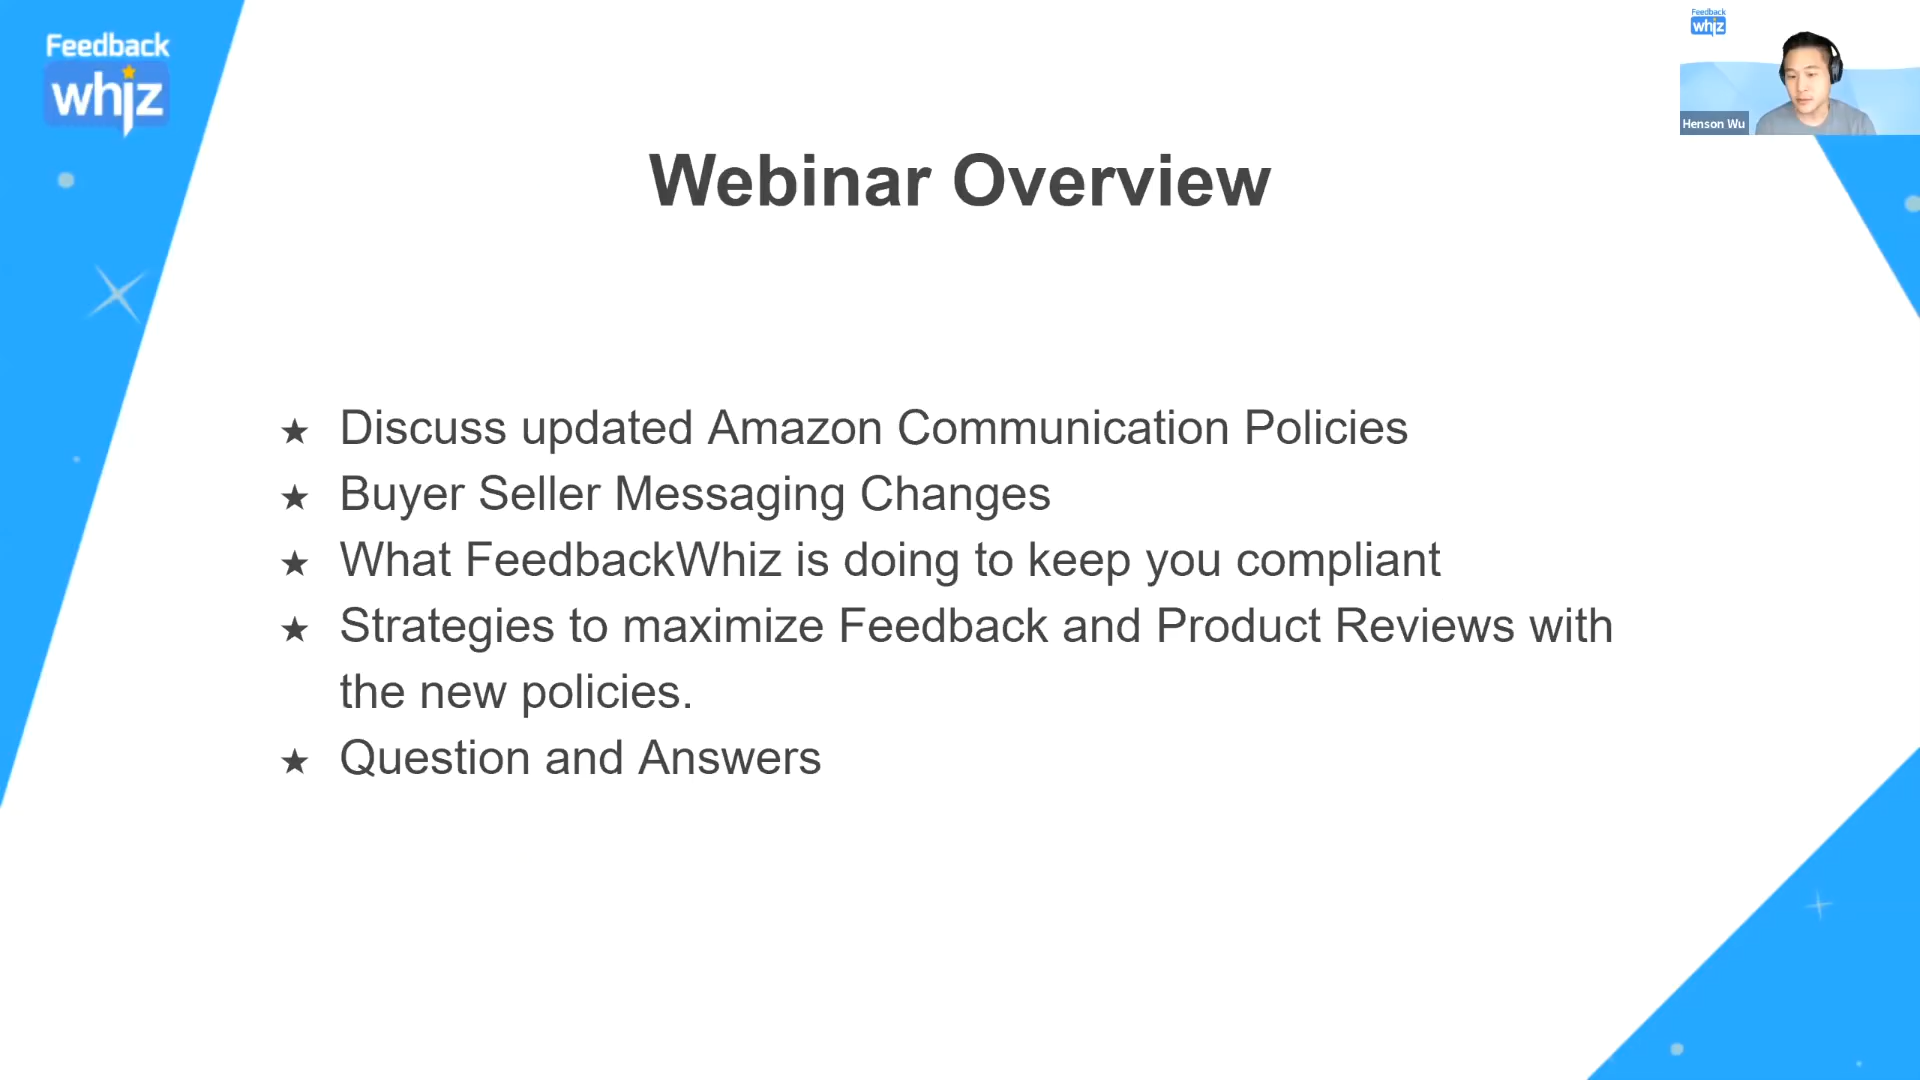 Feedback
whiz
Feedback
whiz
Henson Wu
Webinar Overview
★ Discuss updated Amazon Communication Policies
★ Buyer Seller Messaging Changes
★ What FeedbackWhiz is doing to keep you compliant
★ Strategies to maximize Feedback and Product Reviews with
the new policies.
★ Question and Answers